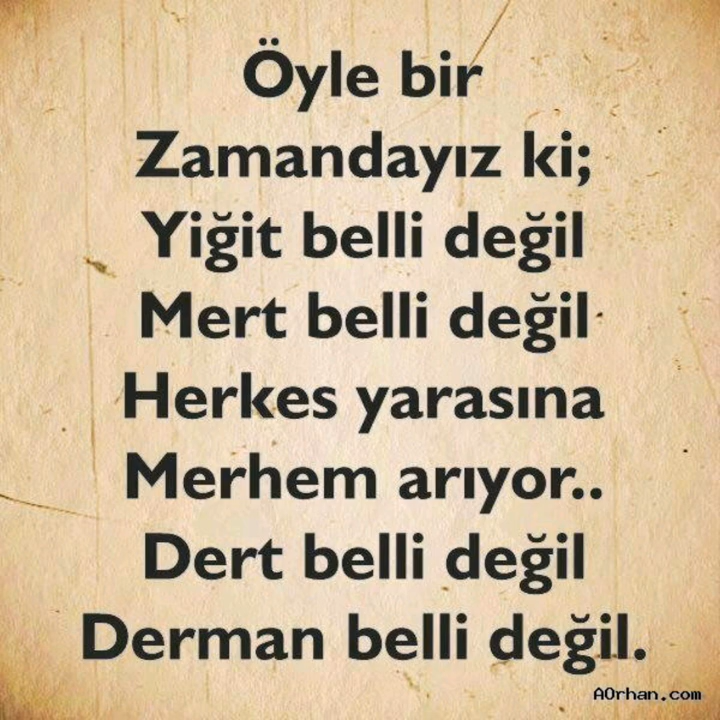 Öyle bir
Zamandayız ki;
Yiğit belli değil
Mert belli değil
Herkes yarasına
Merhem arıyor..
Dert belli değil
Derman belli değil.
AOrhan.com